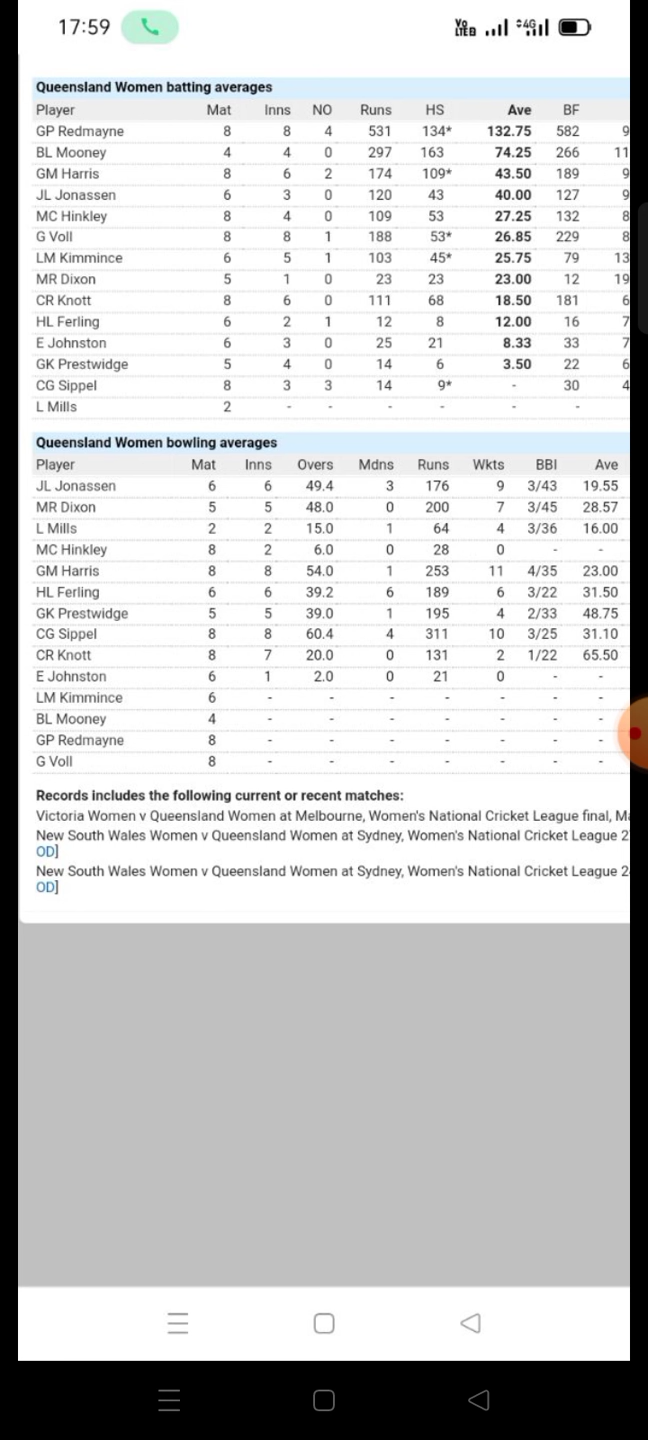 17:59 Vo LTE 4G
Queensland Women batting averages
Player Mat Inns NO Runs HS Ave BF
GP Redmayne 8 8 4 531 134* 132.75 582 9
BL Mooney 4 4 0 297 163 74.25 266 11
GM Harris 8 6 2 174 109* 43.50 189 9
JL Jonassen 6 3 0 120 43 40.00 127 9
MC Hinkley 8 4 0 109 53 27.25 132 8
G Voll 8 8 1 188 53* 26.85 229 8
LM Kimmince 6 5 1 103 45* 25.75 79 13
MR Dixon 5 1 0 23 23 23.00 12 19
CR Knott 8 6 0 111 68 18.50 181 6
HL Ferling 6 2 1 12 8 12.00 16 7
E Johnston 6 3 0 25 21 8.33 33 7
GK Prestwidge 5 4 0 14 6 3.50 22 6
CG Sippel 8 3 3 14 9* - 30 4
L Mills 2 - - - - - -
Queensland Women bowling averages
Player Mat Inns Overs Mdns Runs Wkts BBI Ave
JL Jonassen 6 6 49.4 3 176 9 3/43 19.55
MR Dixon 5 5 48.0 0 200 7 3/45 28.57
L Mills 2 2 15.0 1 64 4 3/36 16.00
MC Hinkley 8 2 6.0 0 28 0 - -
GM Harris 8 8 54.0 1 253 11 4/35 23.00
HL Ferling 6 6 39.2 6 189 6 3/22 31.50
GK Prestwidge 5 5 39.0 1 195 4 2/33 48.75
CG Sippel 8 8 60.4 4 311 10 3/25 31.10
CR Knott 8 7 20.0 0 131 2 1/22 65.50
E Johnston 6 1 2.0 0 21 0 - -
LM Kimmince 6 - - - - - - -
BL Mooney 4 - - - - - - -
GP Redmayne 8 - - - - - - -
G Voll 8 - - - - - - -
Records includes the following current or recent matches:
Victoria Women v Queensland Women at Melbourne, Women's National Cricket League final, Ma
New South Wales Women v Queensland Women at Sydney, Women's National Cricket League 2
OD]
New South Wales Women v Queensland Women at Sydney, Women's National Cricket League 2
OD]